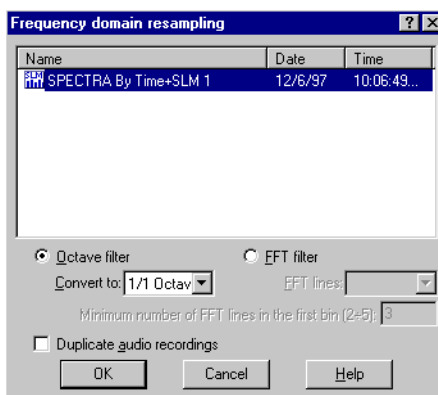 Frequency domain resampling ? ×
Name Date Time
SLM SPECTRA By Time+SLM 1 12/6/97 10:06:49...
Octave filter FFT filter
Convert to: 1/1 Octav FFT lines:
Minimum number of FFT lines in the first bin (2÷5): 3
Duplicate audio recordings
OK Cancel Help